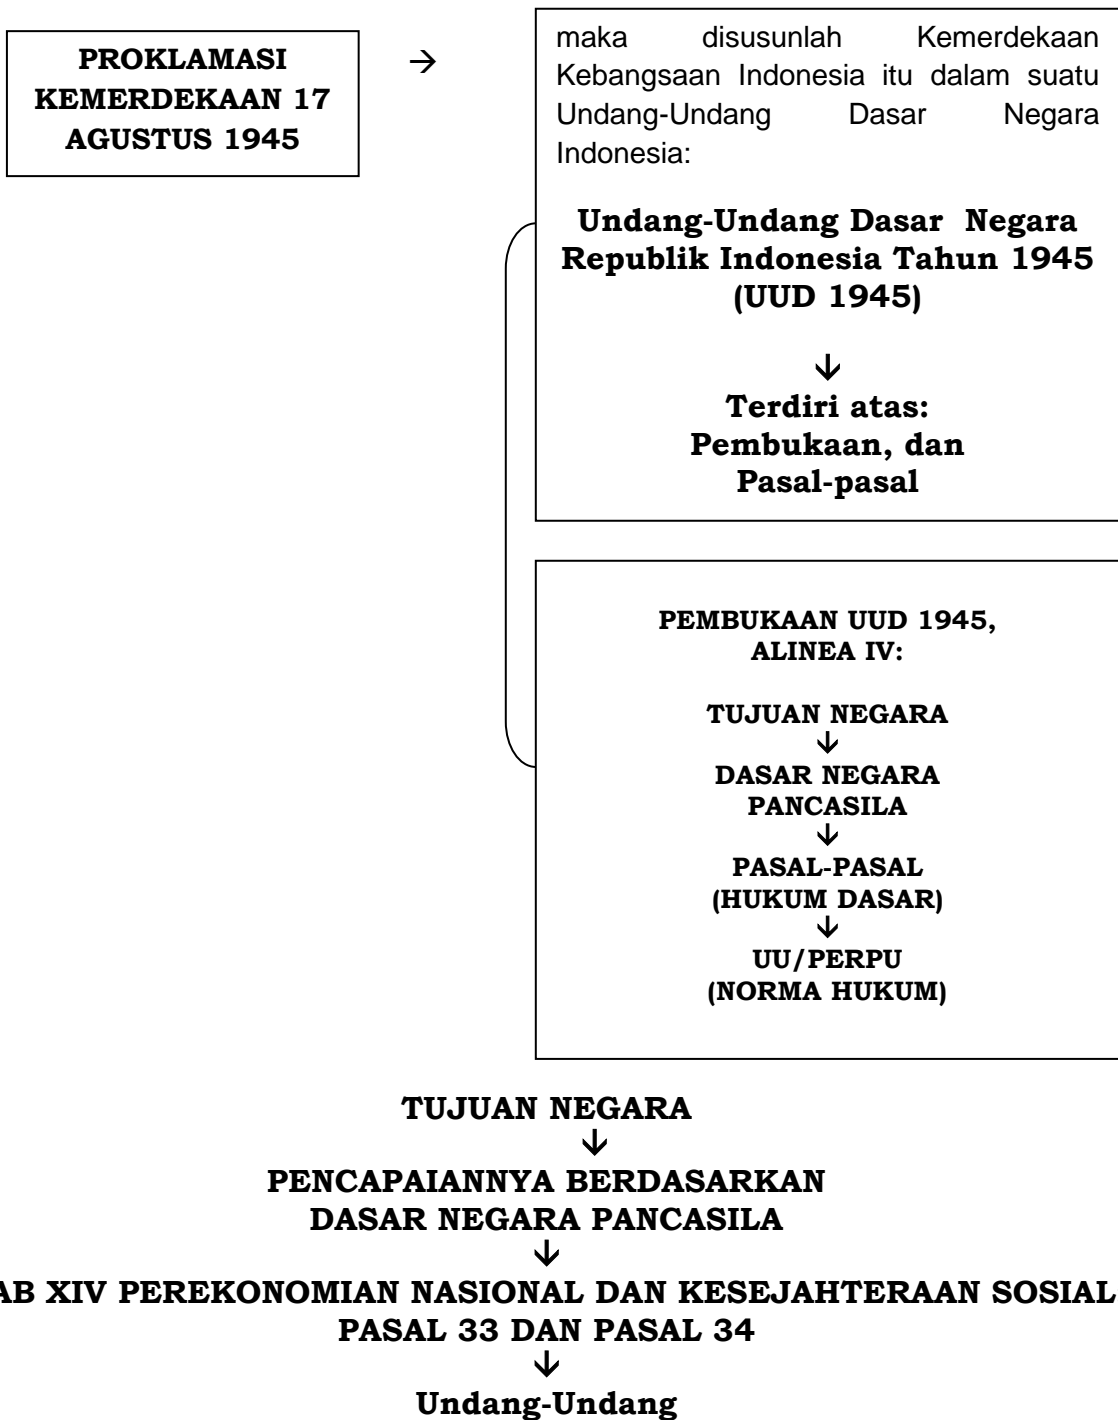 PROKLAMASI
KEMERDEKAAN 17
AGUSTUS 1945
→
maka disusunlah Kemerdekaan
Kebangsaan Indonesia itu dalam suatu
Undang-Undang Dasar Negara
Indonesia:
Undang-Undang Dasar Negara
Republik Indonesia Tahun 1945
(UUD 1945)
↓
Terdiri atas:
Pembukaan, dan
Pasal-pasal
PEMBUKAAN UUD 1945,
ALINEA IV:
TUJUAN NEGARA
↓
DASAR NEGARA
PANCASILA
↓
PASAL-PASAL
(HUKUM DASAR)
↓
UU/PERPU
(NORMA HUKUM)
TUJUAN NEGARA
↓
PENCAPAIANNYA BERDASARKAN
DASAR NEGARA PANCASILA
↓
AB XIV PEREKONOMIAN NASIONAL DAN KESEJAHTERAAN SOSIAL
PASAL 33 DAN PASAL 34
↓
Undang-Undang